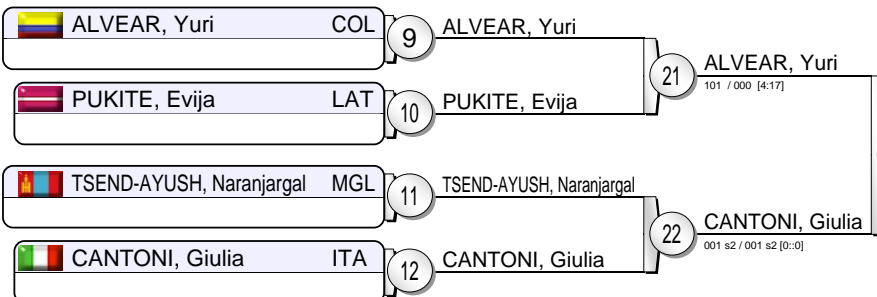 ALVEAR, Yuri COL
9
ALVEAR, Yuri
21
ALVEAR, Yuri
101 / 000 [4:17]
PUKITE, Evija LAT
10
PUKITE, Evija
TSEND-AYUSH, Naranjargal MGL
11
TSEND-AYUSH, Naranjargal
22
CANTONI, Giulia
001 s2 / 001 s2 [0::0]
CANTONI, Giulia ITA
12
CANTONI, Giulia